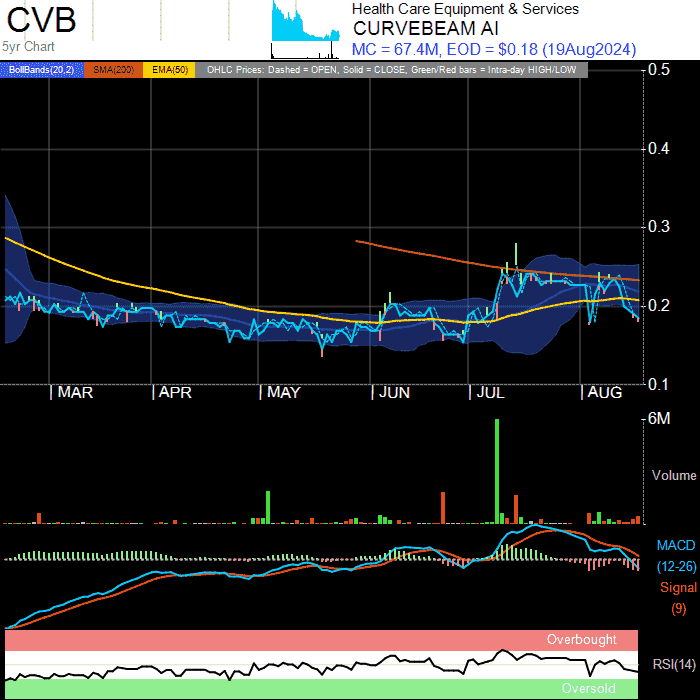 CVB
5yr Chart
Health Care Equipment & Services
CURVEBEAM AI
MC = 67.4M, EOD = $0.18 (19Aug2024)
BollBands(20,2) SMA(200) EMA(50) OHLC Prices: Dashed = OPEN, Solid = CLOSE, Green/Red bars = Intra-day HIGH/LOW
0.5
0.4
0.3
0.2
0.1
MAR APR MAY JUN JUL AUG
6M
Volume
MACD
(12-26)
Signal
(9)
Overbought
RSI(14)
Oversold